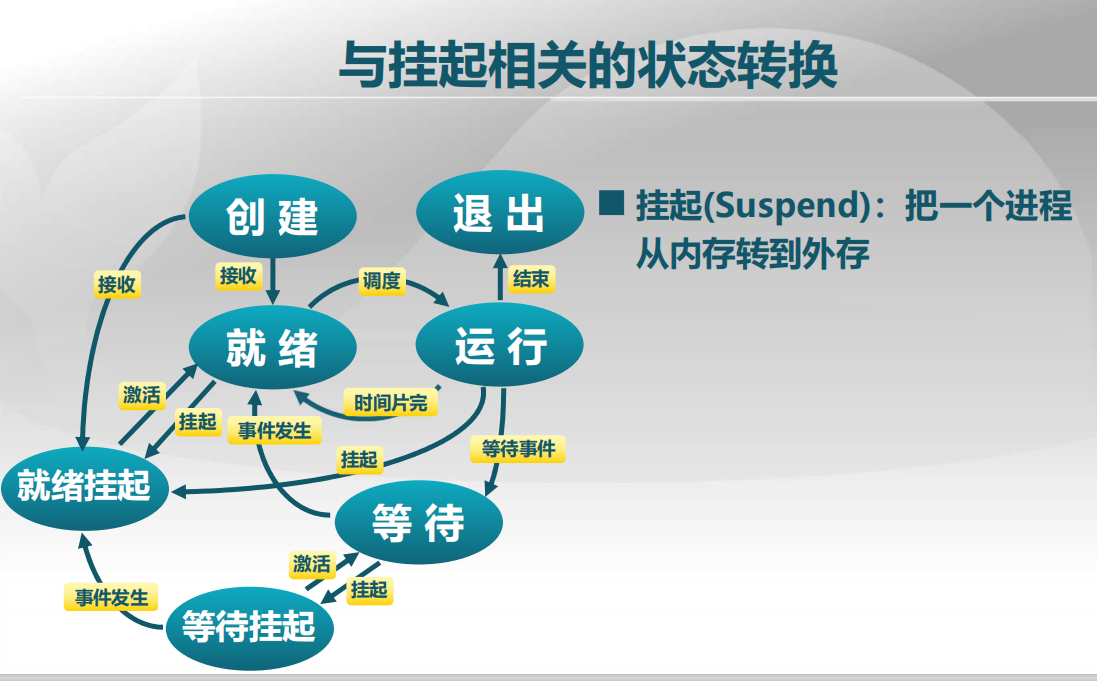 与挂起相关的状态转换
■ 挂起(Suspend)：把一个进程
从内存转到外存
创 建
退 出
接收
接收
调度
结束
就 绪
运 行
激活
挂起
时间片完
事件发生
等待事件
挂起
就绪挂起
等 待
激活
挂起
事件发生
等待挂起